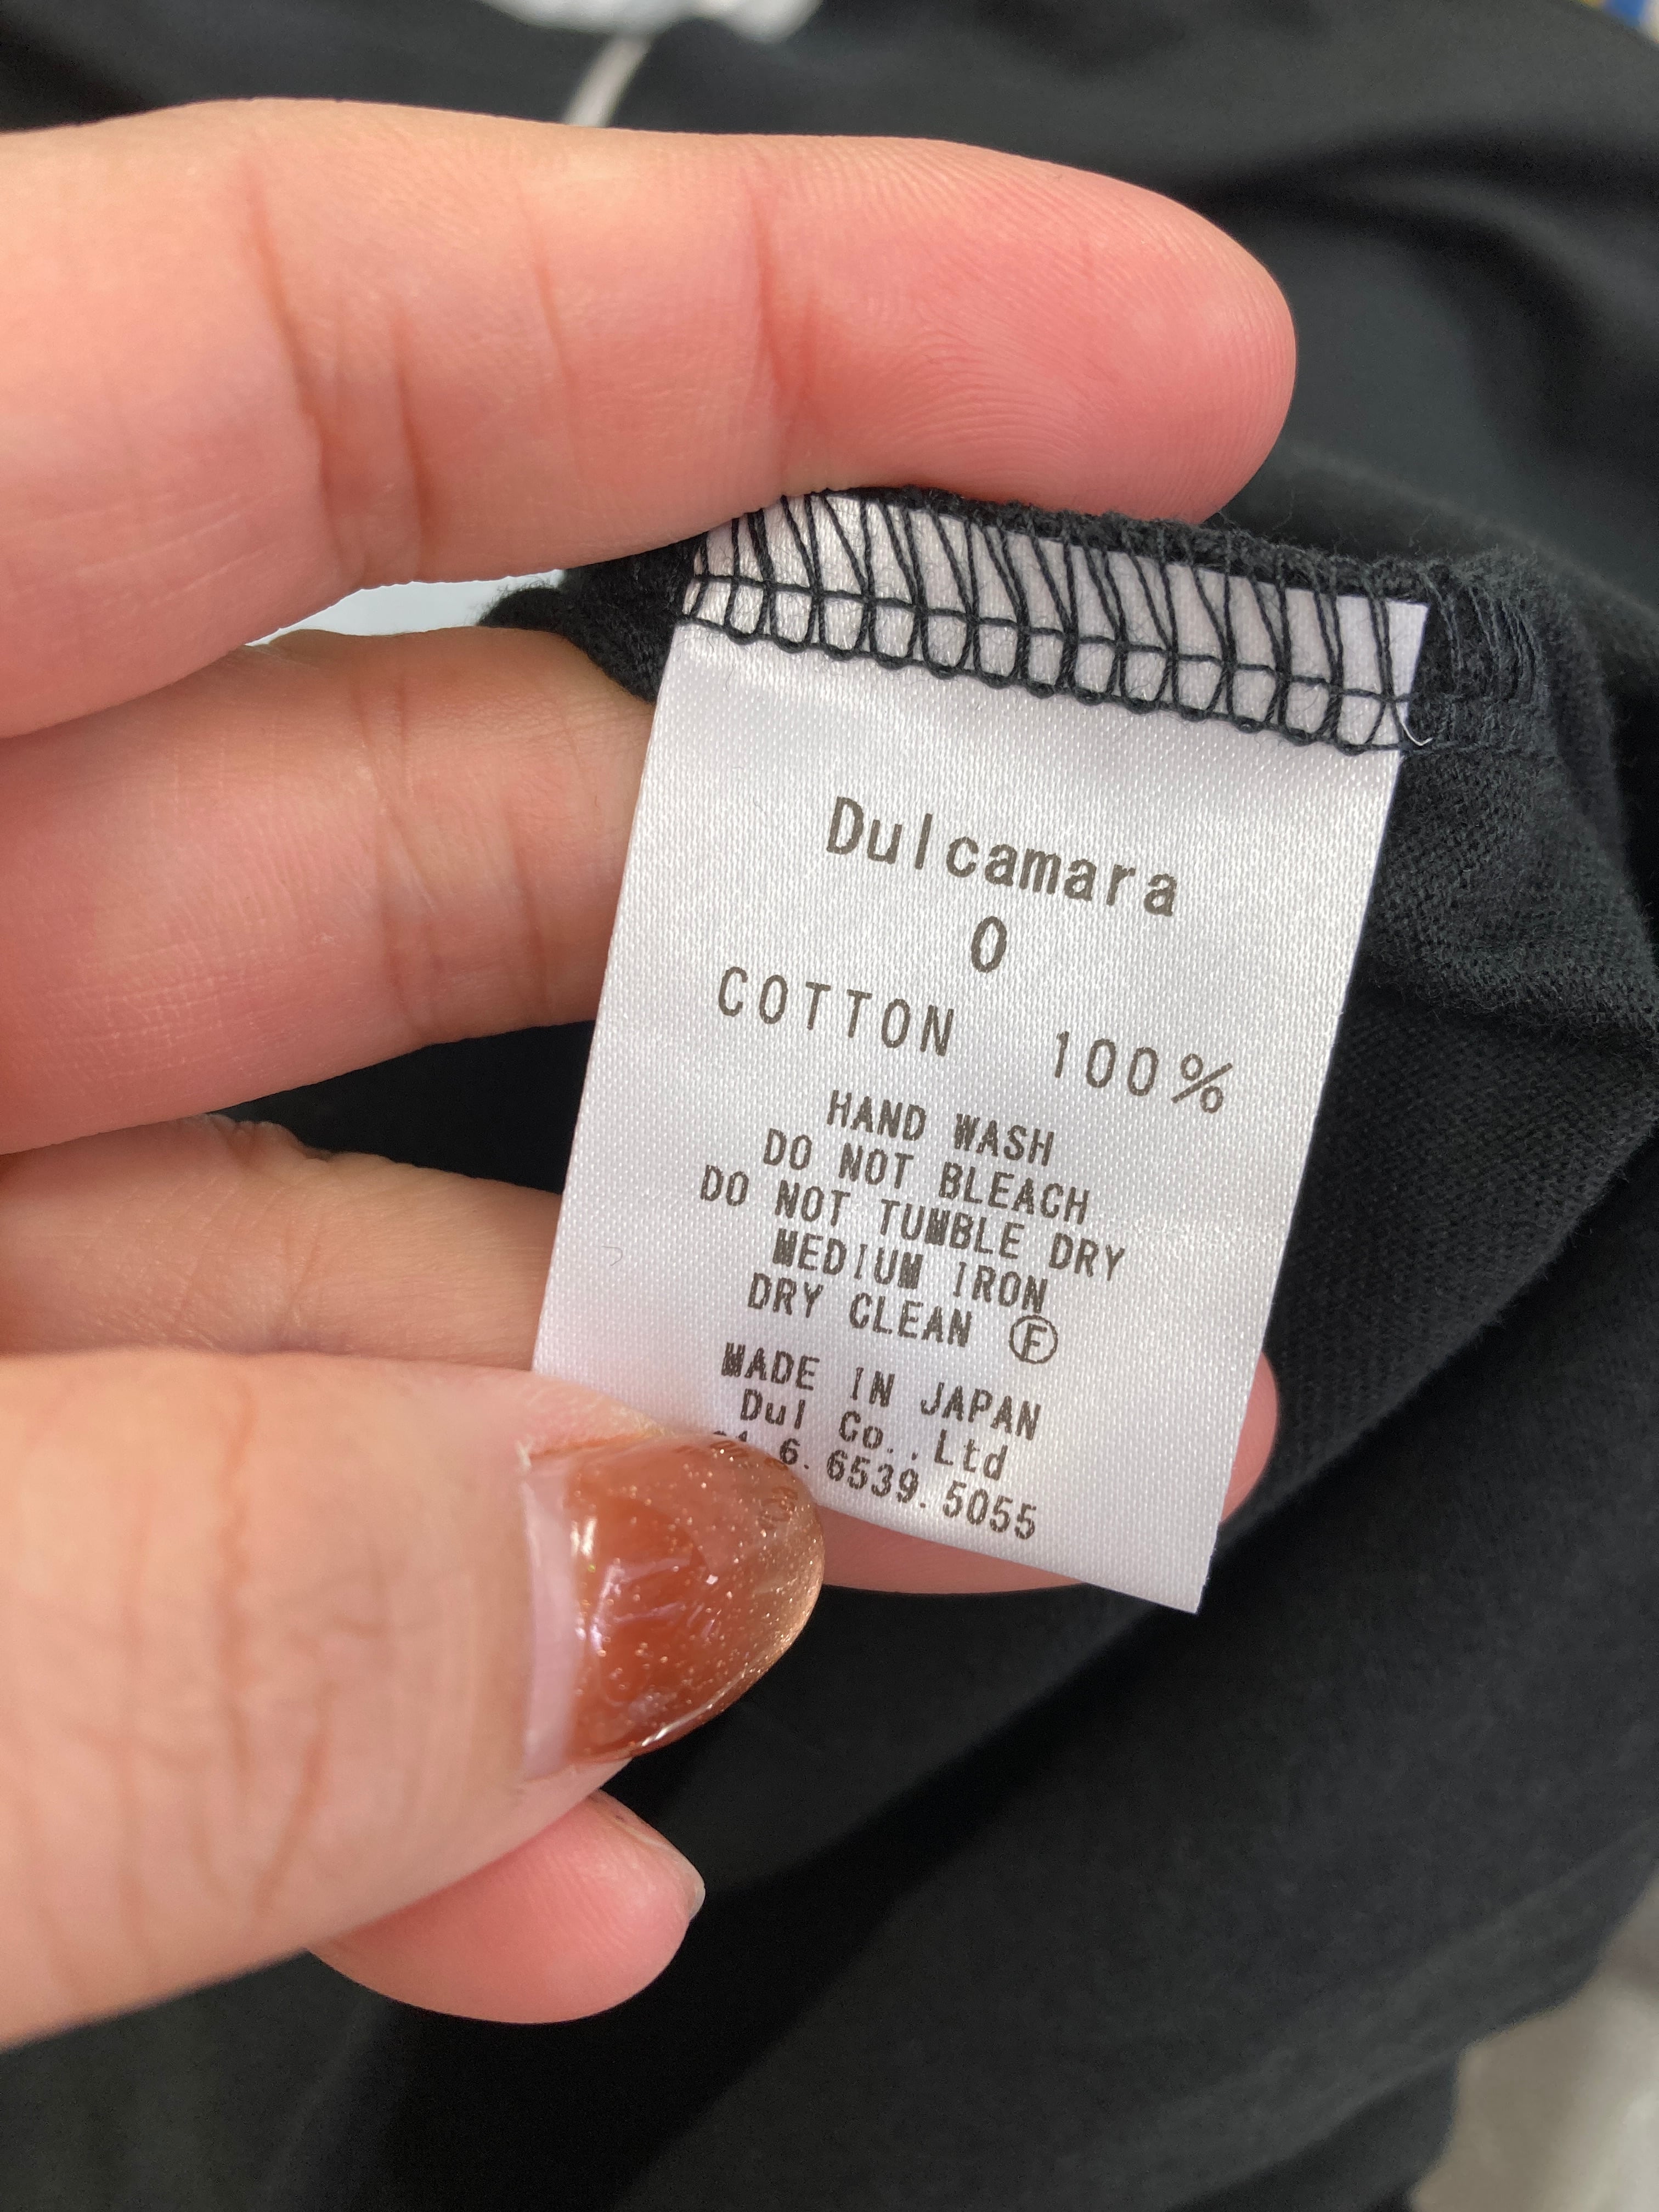 Dulcamara
0
COTTON 100%
HAND WASH
DO NOT BLEACH
DO NOT TUMBLE DRY
MEDIUM IRON
DRY CLEAN Ⓕ
MADE IN JAPAN
Dul Co.,Ltd
6.6539.5055